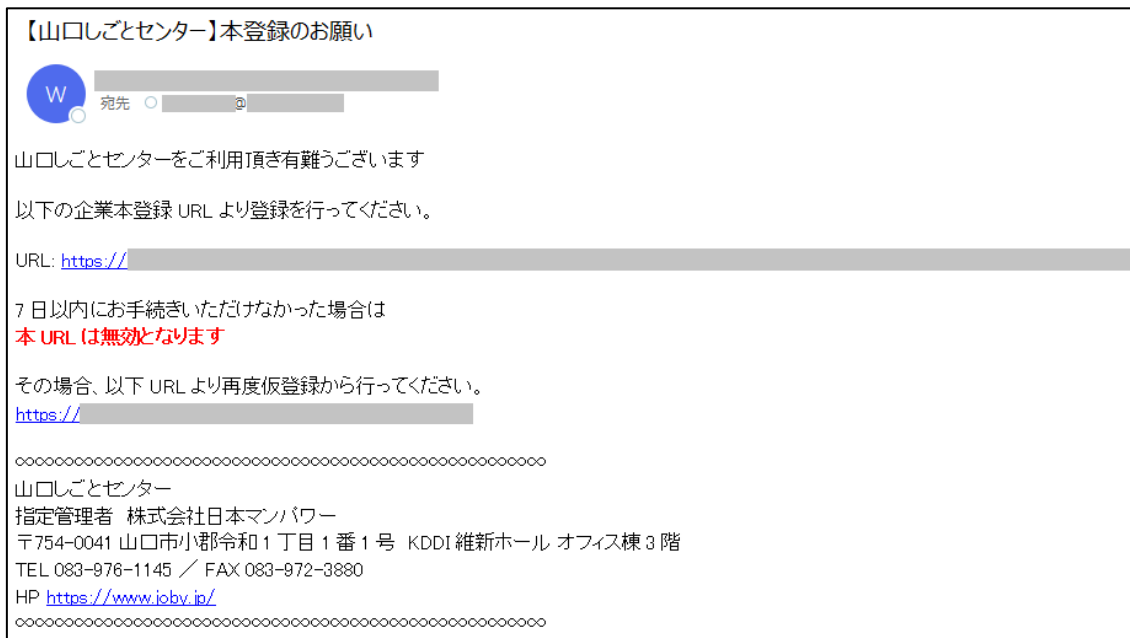 【山口しごとセンター】本登録のお願い
W
宛先 @
山口しごとセンターをご利用頂き有難うございます
以下の企業本登録 URL より登録を行ってください。
URL: https://
7 日以内にお手続きいただけなかった場合は
本 URL は無効となります
その場合、以下 URL より再度仮登録から行ってください。
https://
∞∞∞∞∞∞∞∞∞∞∞∞∞∞∞∞∞∞∞∞∞∞∞∞∞∞∞∞∞∞∞∞∞∞∞∞∞∞∞∞∞∞∞∞∞∞∞∞
山口しごとセンター
指定管理者 株式会社日本マンパワー
〒754-0041 山口市小郡令和 1 丁目 1 番 1 号 KDDI 維新ホール オフィス棟 3 階
TEL 083-976-1145 ／ FAX 083-972-3880
HP https://www.joby.jp/
∞∞∞∞∞∞∞∞∞∞∞∞∞∞∞∞∞∞∞∞∞∞∞∞∞∞∞∞∞∞∞∞∞∞∞∞∞∞∞∞∞∞∞∞∞∞∞∞